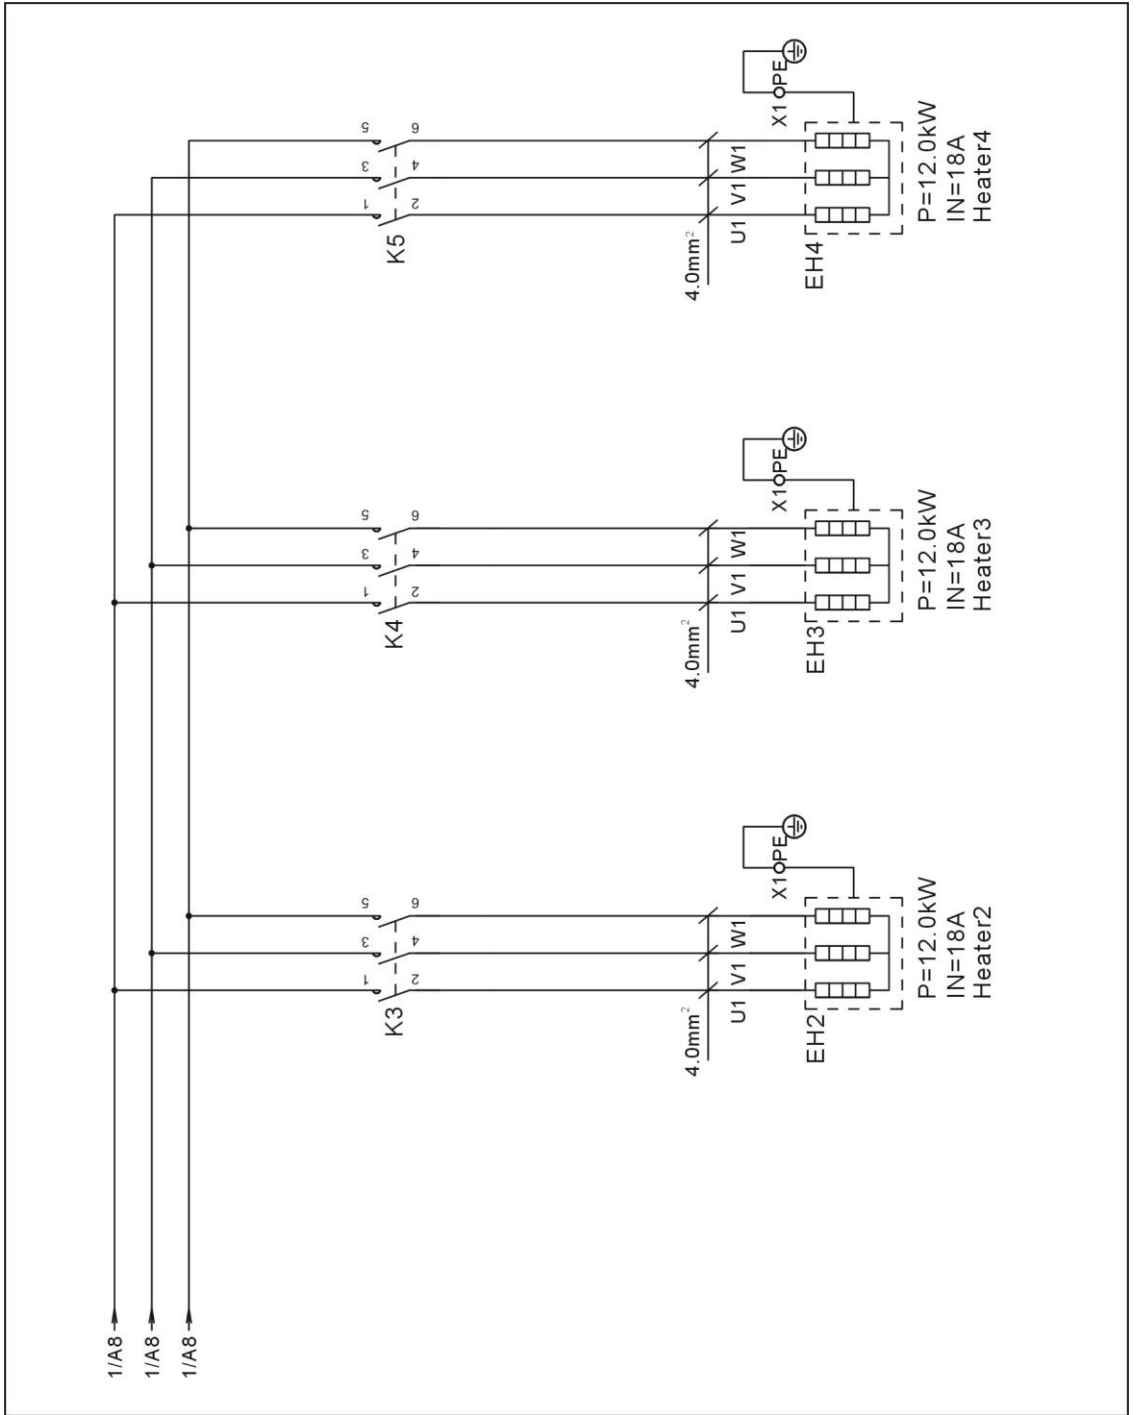 1/A8
1/A8
1/A8
1 3 5
K3
2 4 6
4.0mm²
U1 V1 W1
X1 PE
EH2
P=12.0kW
IN=18A
Heater2
1 3 5
K4
2 4 6
4.0mm²
U1 V1 W1
X1 PE
EH3
P=12.0kW
IN=18A
Heater3
1 3 5
K5
2 4 6
4.0mm²
U1 V1 W1
X1 PE
EH4
P=12.0kW
IN=18A
Heater4